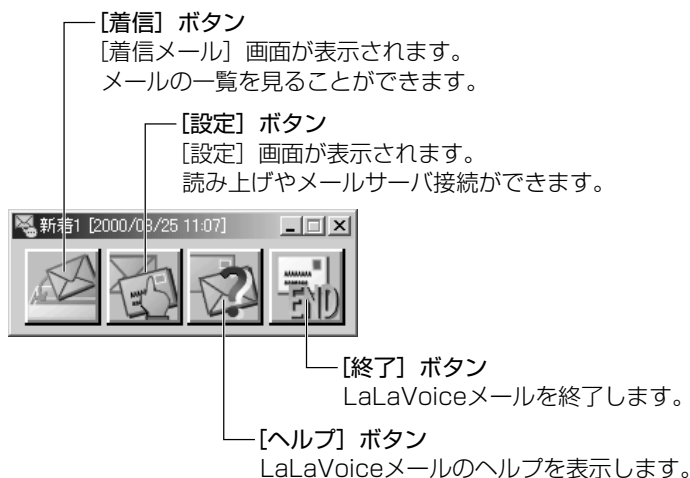 [着信] ボタン
[着信メール] 画面が表示されます。
メールの一覧を見ることができます。
[設定] ボタン
[設定] 画面が表示されます。
読み上げやメールサーバ接続ができます。
新着1 [2000/03/25 11:07]
END
[終了] ボタン
LaLaVoiceメールを終了します。
[ヘルプ] ボタン
LaLaVoiceメールのヘルプを表示します。